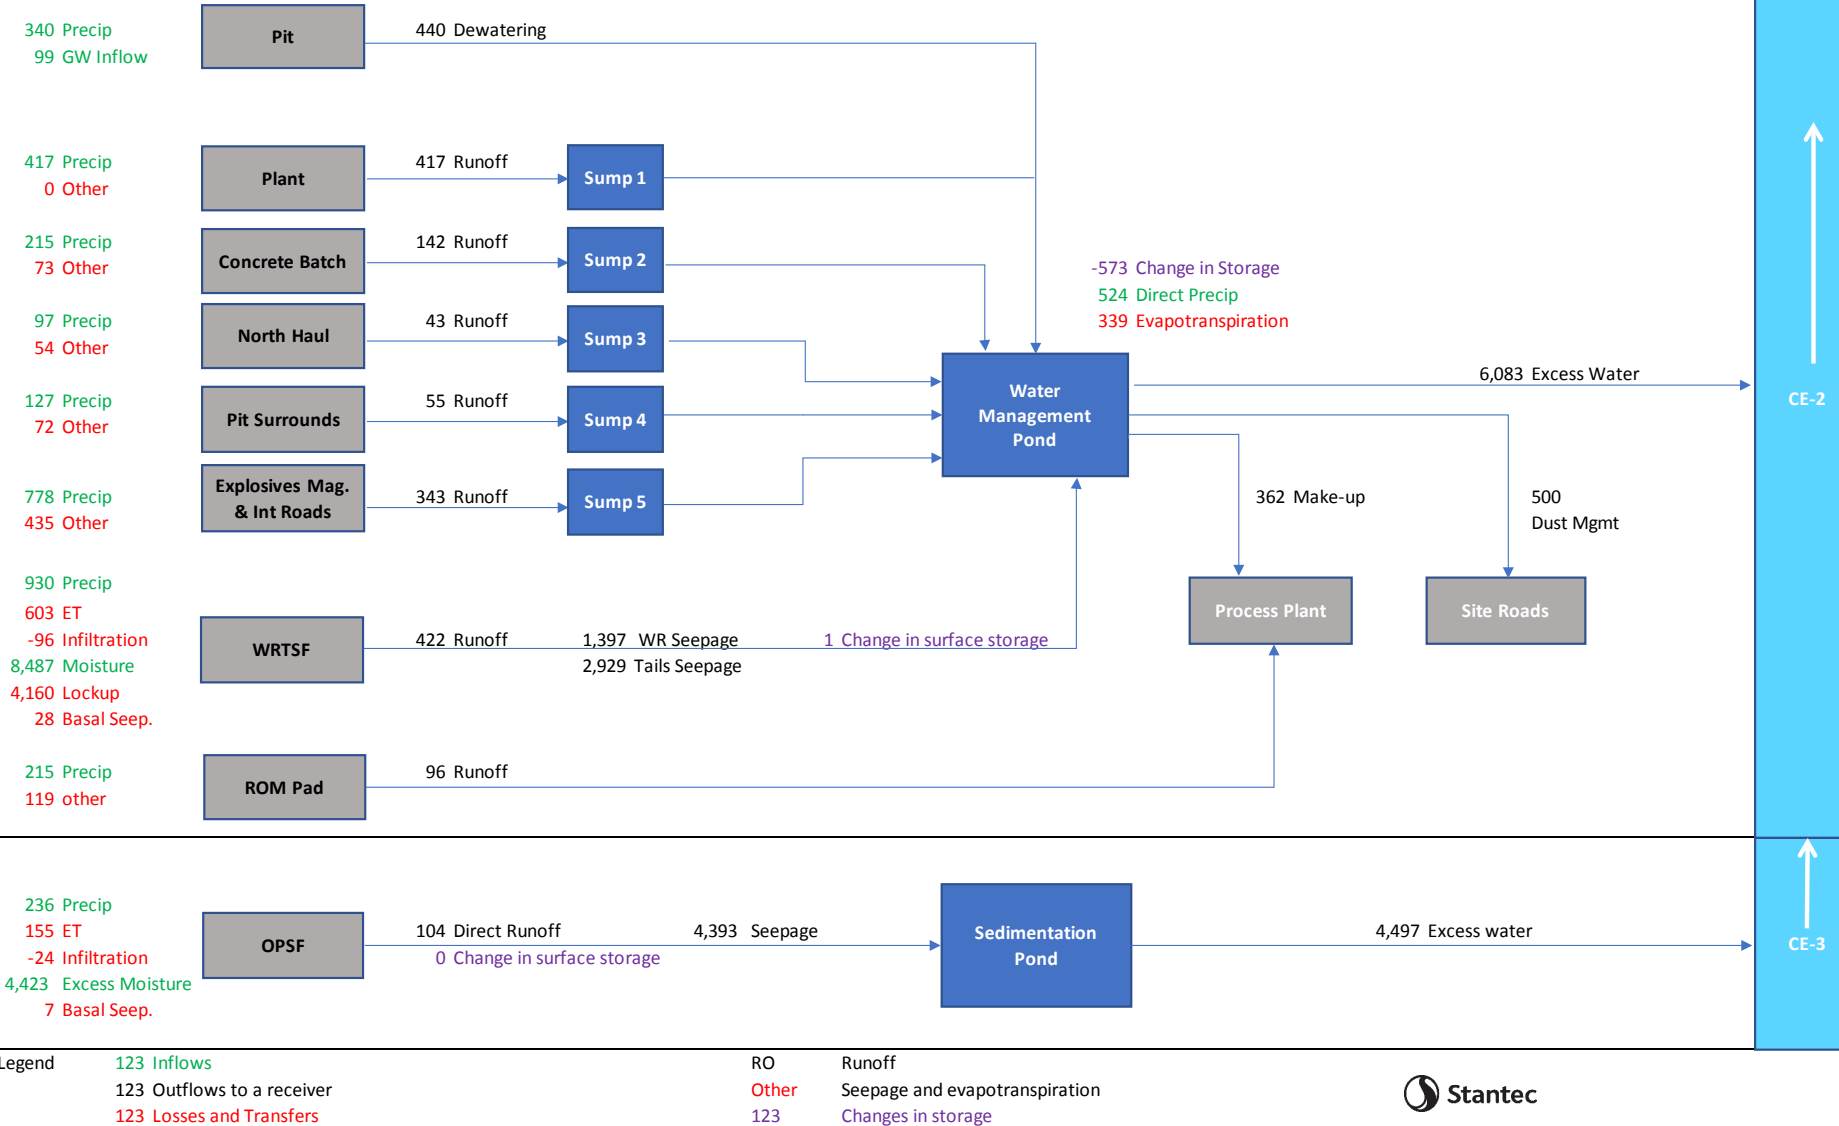 340 Precip
99 GW Inflow
Pit
440 Dewatering
417 Precip
0 Other
Plant
417 Runoff
Sump 1
215 Precip
73 Other
Concrete Batch
142 Runoff
Sump 2
-573 Change in Storage
524 Direct Precip
339 Evapotranspiration
97 Precip
54 Other
North Haul
43 Runoff
Sump 3
127 Precip
72 Other
Pit Surrounds
55 Runoff
Sump 4
Water
Management
Pond
6,083 Excess Water
CE-2
778 Precip
435 Other
Explosives Mag.
& Int Roads
343 Runoff
Sump 5
362 Make-up
500
Dust Mgmt
930 Precip
603 ET
-96 Infiltration
8,487 Moisture
4,160 Lockup
28 Basal Seep.
WRTSF
422 Runoff
1,397 WR Seepage
2,929 Tails Seepage
1 Change in surface storage
Process Plant
Site Roads
215 Precip
119 other
ROM Pad
96 Runoff
236 Precip
155 ET
-24 Infiltration
4,423 Excess Moisture
7 Basal Seep.
OPSF
104 Direct Runoff
0 Change in surface storage
4,393 Seepage
Sedimentation
Pond
4,497 Excess water
CE-3
Legend
123 Inflows
123 Outflows to a receiver
123 Losses and Transfers
RO Runoff
Other Seepage and evapotranspiration
123 Changes in storage
Stantec